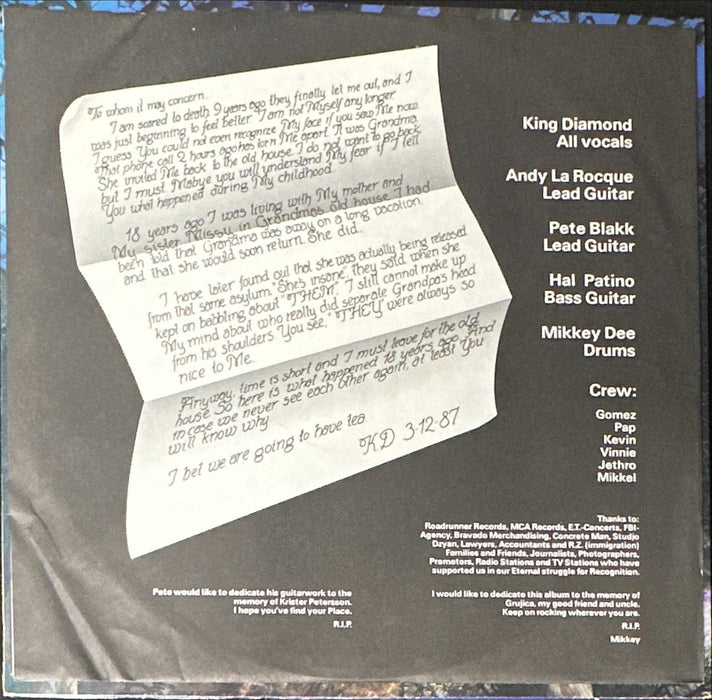 To whom it may concern.
I am scared to death. 9 years ago they finally let me out, and I
was just beginning to feel better. I am not Myself any longer.
I guess You could not even recognize My face if you saw Me now.
That phone call 2 hours ago has torn Me apart. It was Grandma.
She invited Me back to the old house. I do not want to go back,
but I must. Mabye you will understand My fear if I tell
You what happened during My childhood.
18 years ago I was living with My mother and
My sister Missy in Grandmas old house. I had
been told that Grandma was away on a long vacation,
and that she would soon return. She did.
I have later found out that she was actually being released
from that some asylum. "She's insane", they said, when she
kept on babbling about "THEM". I still cannot make up
My mind about who really did separate Grandpa's head
from his shoulders. You see, "THEY" were always so
nice to Me.
Anyway, time is short and I must leave for the old
house. So here is what happened 18 years ago. And
in case we never see each other again, at least You
will know why.
I bet we are going to have tea.
KD 3-12-87
King Diamond
All vocals
Andy La Rocque
Lead Guitar
Pete Blakk
Lead Guitar
Hal Patino
Bass Guitar
Mikkey Dee
Drums
Crew:
Gomez
Pap
Kevin
Vinnie
Jethro
Mikkel
Thanks to:
Roadrunner Records, MCA Records, E.T.-Concerts, FBI-
Agency, Bravado Merchandising, Concrete Man, Studio
Dzyan, Lawyers, Accountants and R.Z. (immigration)
Families and Friends, Journalists, Photographers,
Promoters, Radio Stations and TV Stations who have
supported us in our Eternal struggle for Recognition.
Pete would like to dedicate his guitarwork to the
memory of Krister Petersson.
I hope you've find your Place.
R.I.P.
I would like to dedicate this album to the memory of
Grujica, my good friend and uncle.
Keep on rocking wherever you are.
R.I.P.
Mikkey